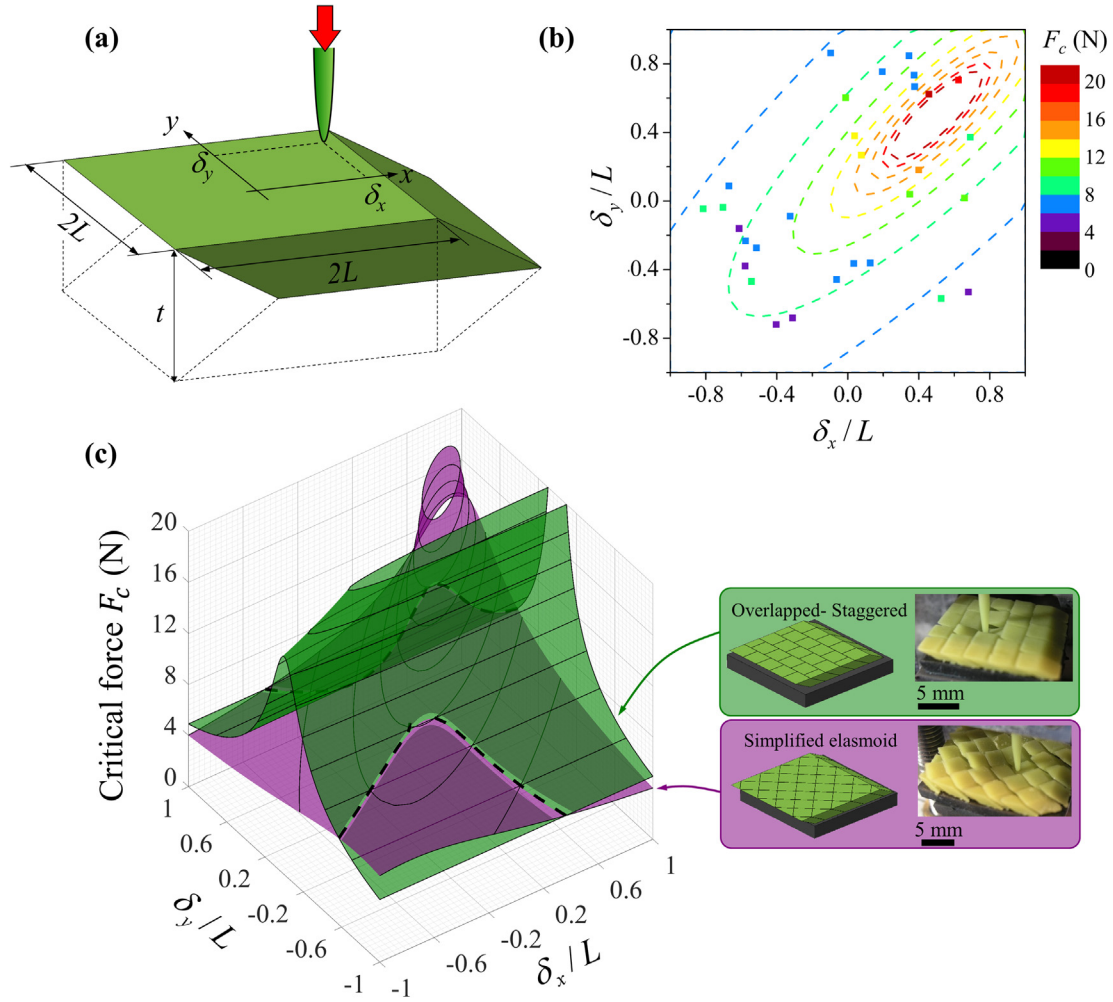 (a)
y
δy
x
δx
2L
2L
t
(b)
Fc (N)
20
16
12
8
4
0
δy / L
0.8
0.4
0.0
-0.4
-0.8
-0.8 -0.4 0.0 0.4 0.8
δx / L
(c)
Critical force Fc (N)
20
16
12
8
4
0
1
0.6
0.2
-0.2
-0.6
-1
δy / L
-1
-0.6
-0.2
0.2
0.6
1
δx / L
Overlapped- Staggered
5 mm
Simplified elasmoid
5 mm